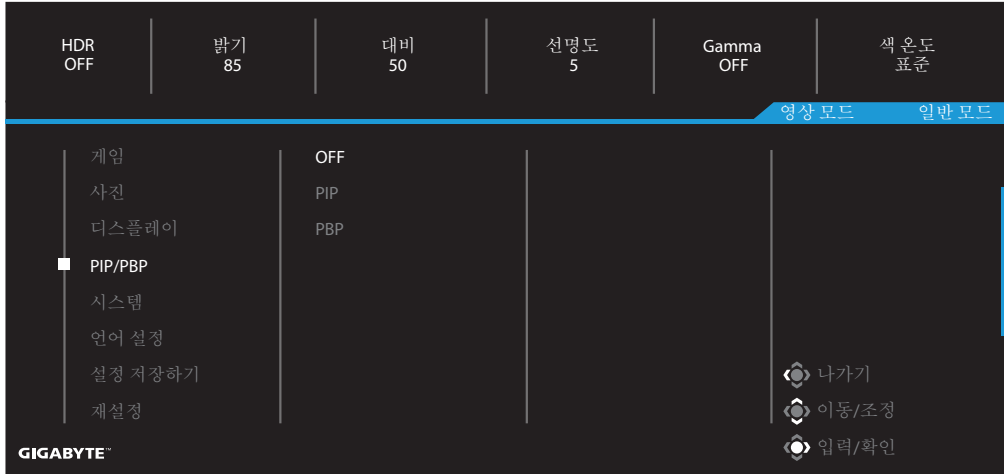 HDR
OFF
밝기
85
대비
50
선명도
5
Gamma
OFF
색 온도
표준
영상 모드 일반 모드
게임
사진
디스플레이
PIP/PBP
시스템
언어 설정
설정 저장하기
재설정
OFF
PIP
PBP
나가기
이동/조정
입력/확인
GIGABYTE™